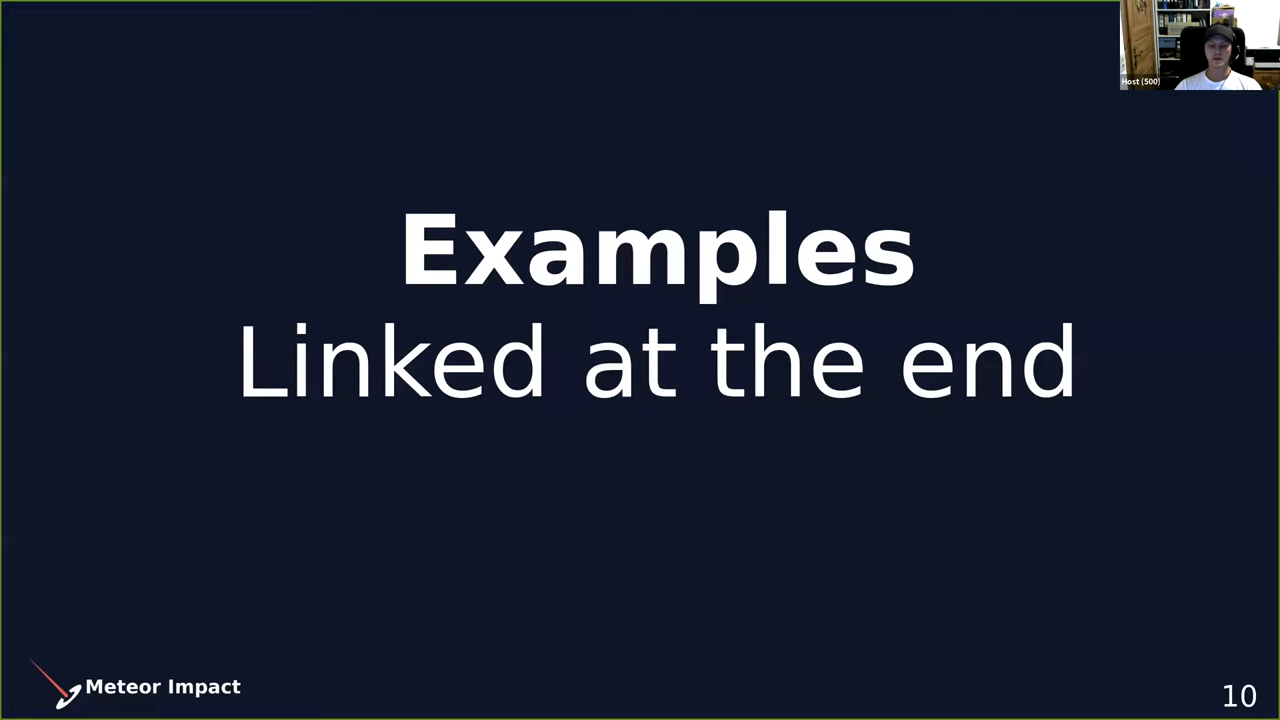 Host (500)
Examples
Linked at the end
Meteor Impact
10